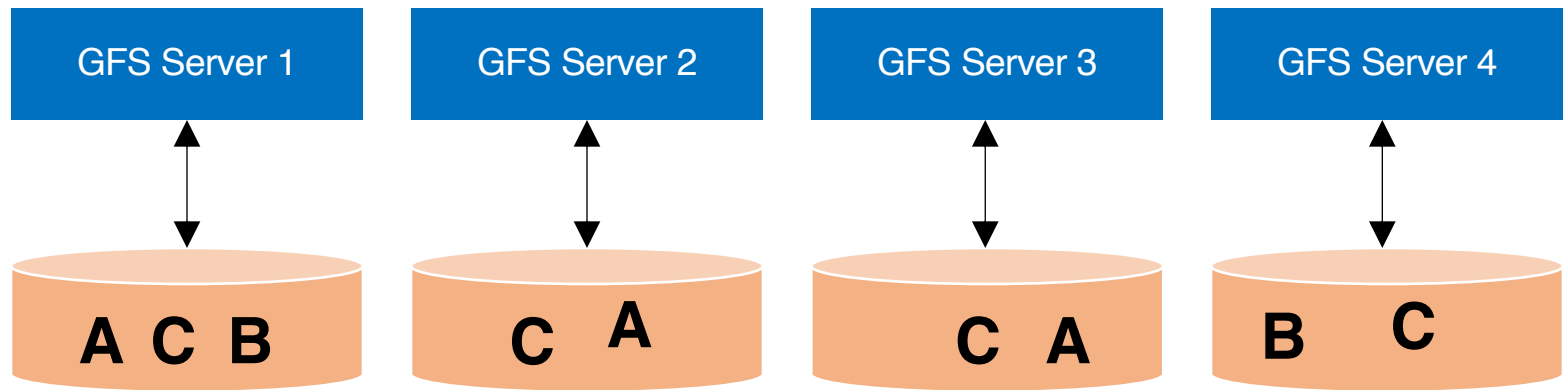 GFS Server 1
GFS Server 2
GFS Server 3
GFS Server 4
A C B
C A
C A
B C